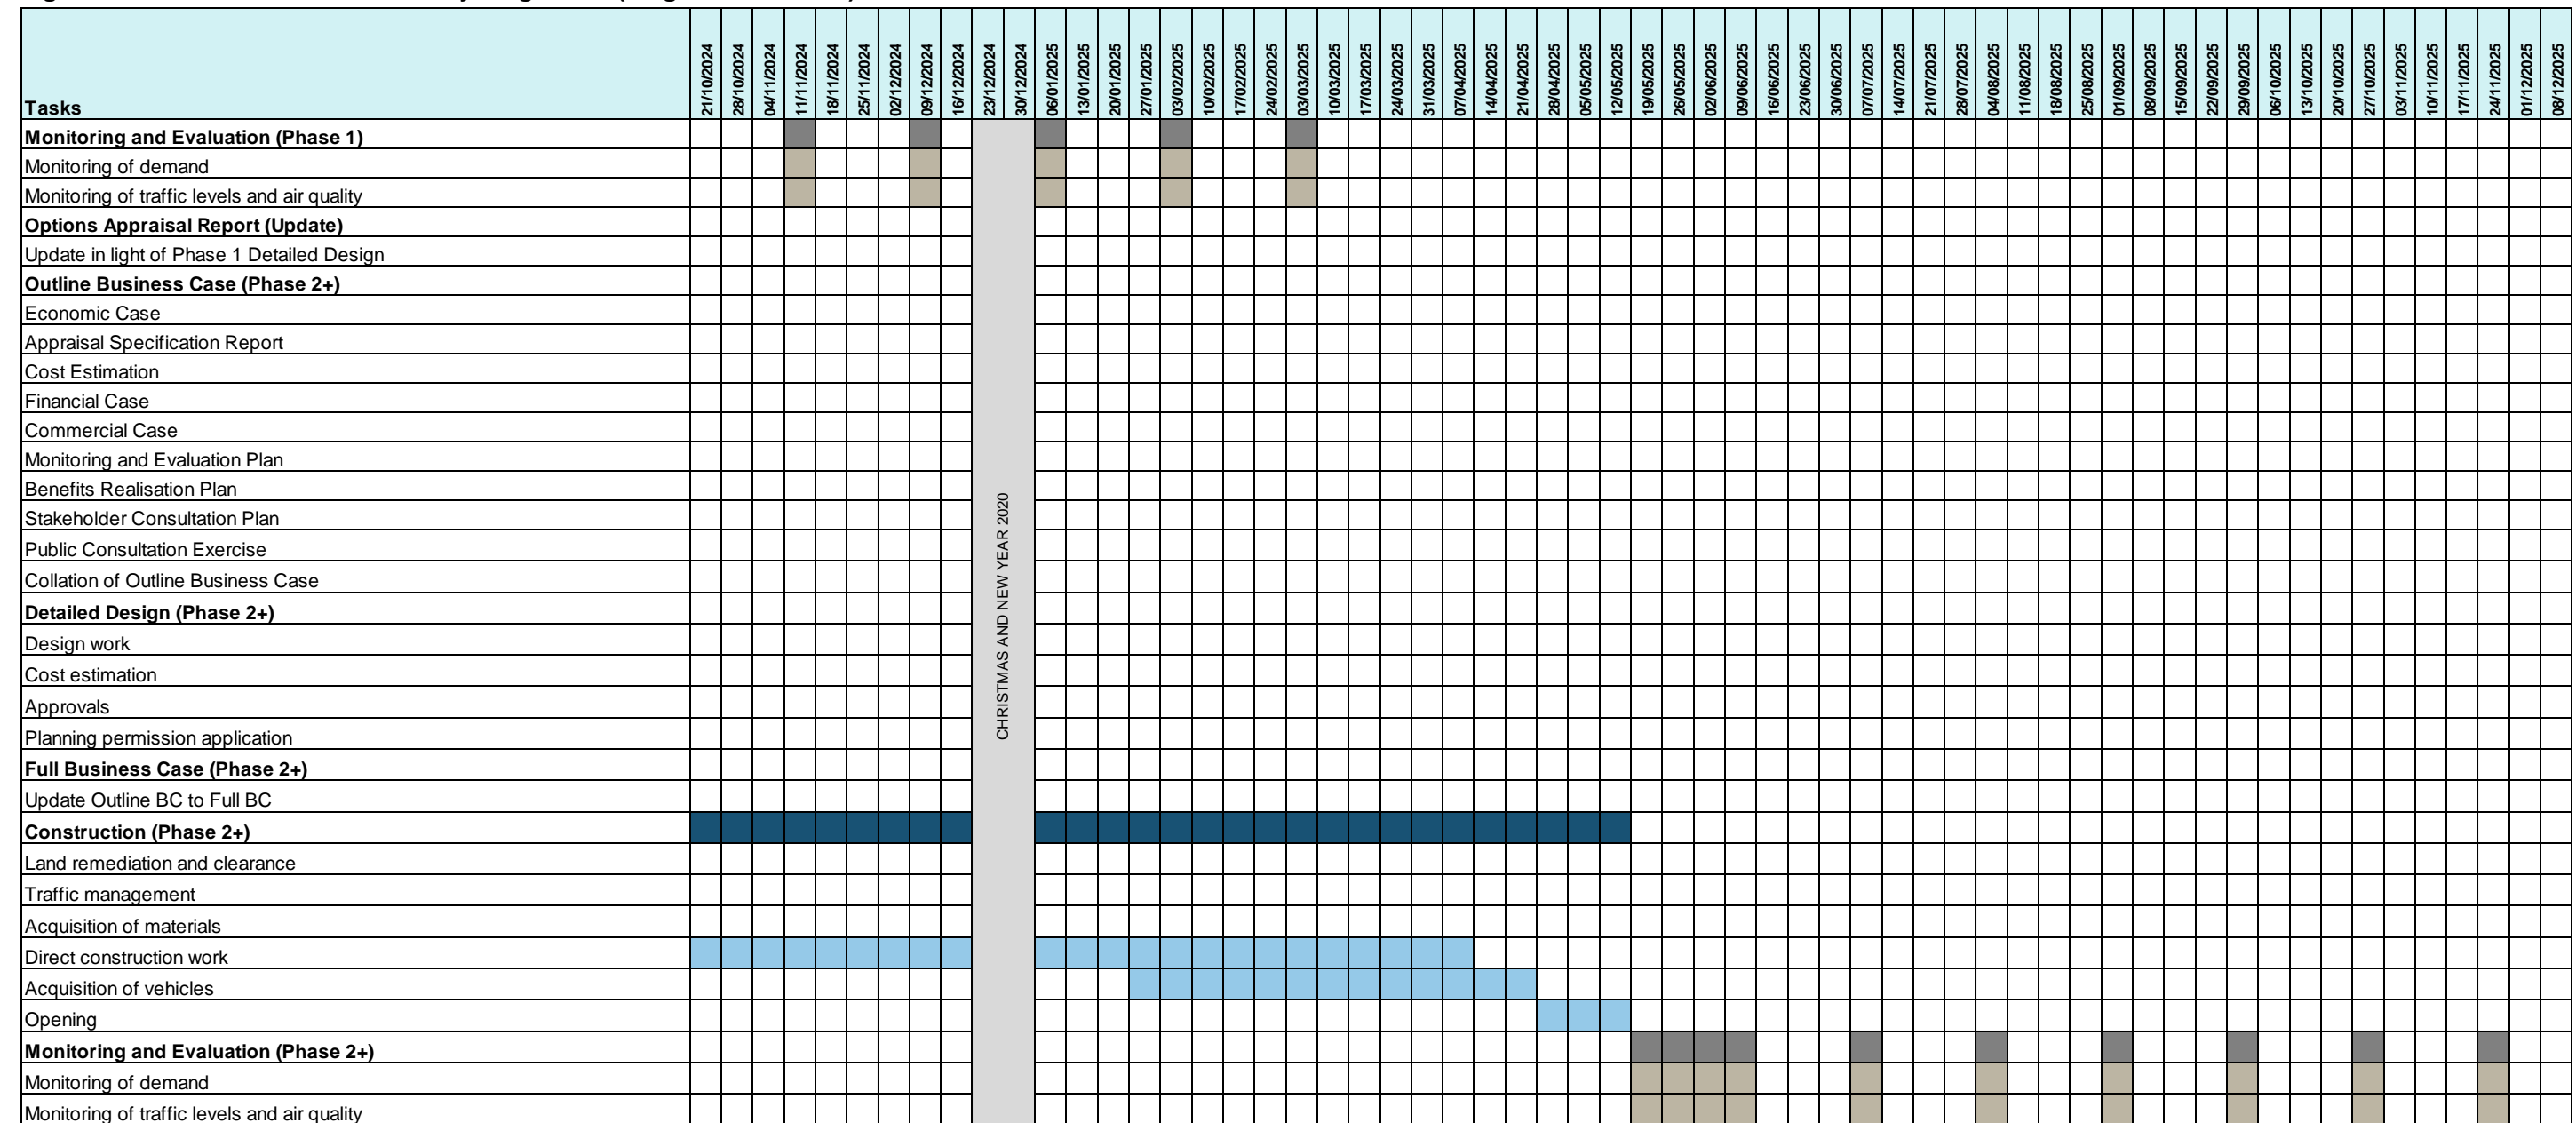 Tasks
21/10/2024
28/10/2024
04/11/2024
11/11/2024
18/11/2024
25/11/2024
02/12/2024
09/12/2024
16/12/2024
23/12/2024
30/12/2024
06/01/2025
13/01/2025
20/01/2025
27/01/2025
03/02/2025
10/02/2025
17/02/2025
24/02/2025
03/03/2025
10/03/2025
17/03/2025
24/03/2025
31/03/2025
07/04/2025
14/04/2025
21/04/2025
28/04/2025
05/05/2025
12/05/2025
19/05/2025
26/05/2025
02/06/2025
09/06/2025
16/06/2025
23/06/2025
30/06/2025
07/07/2025
14/07/2025
21/07/2025
28/07/2025
04/08/2025
11/08/2025
18/08/2025
25/08/2025
01/09/2025
08/09/2025
15/09/2025
22/09/2025
29/09/2025
06/10/2025
13/10/2025
20/10/2025
27/10/2025
03/11/2025
10/11/2025
17/11/2025
24/11/2025
01/12/2025
08/12/2025
Monitoring and Evaluation (Phase 1)
Monitoring of demand
Monitoring of traffic levels and air quality
Options Appraisal Report (Update)
Update in light of Phase 1 Detailed Design
Outline Business Case (Phase 2+)
Economic Case
Appraisal Specification Report
Cost Estimation
Financial Case
Commercial Case
Monitoring and Evaluation Plan
Benefits Realisation Plan
Stakeholder Consultation Plan
Public Consultation Exercise
Collation of Outline Business Case
Detailed Design (Phase 2+)
Design work
Cost estimation
Approvals
Planning permission application
Full Business Case (Phase 2+)
Update Outline BC to Full BC
Construction (Phase 2+)
Land remediation and clearance
Traffic management
Acquisition of materials
Direct construction work
Acquisition of vehicles
Opening
Monitoring and Evaluation (Phase 2+)
Monitoring of demand
Monitoring of traffic levels and air quality
CHRISTMAS AND NEW YEAR 2020